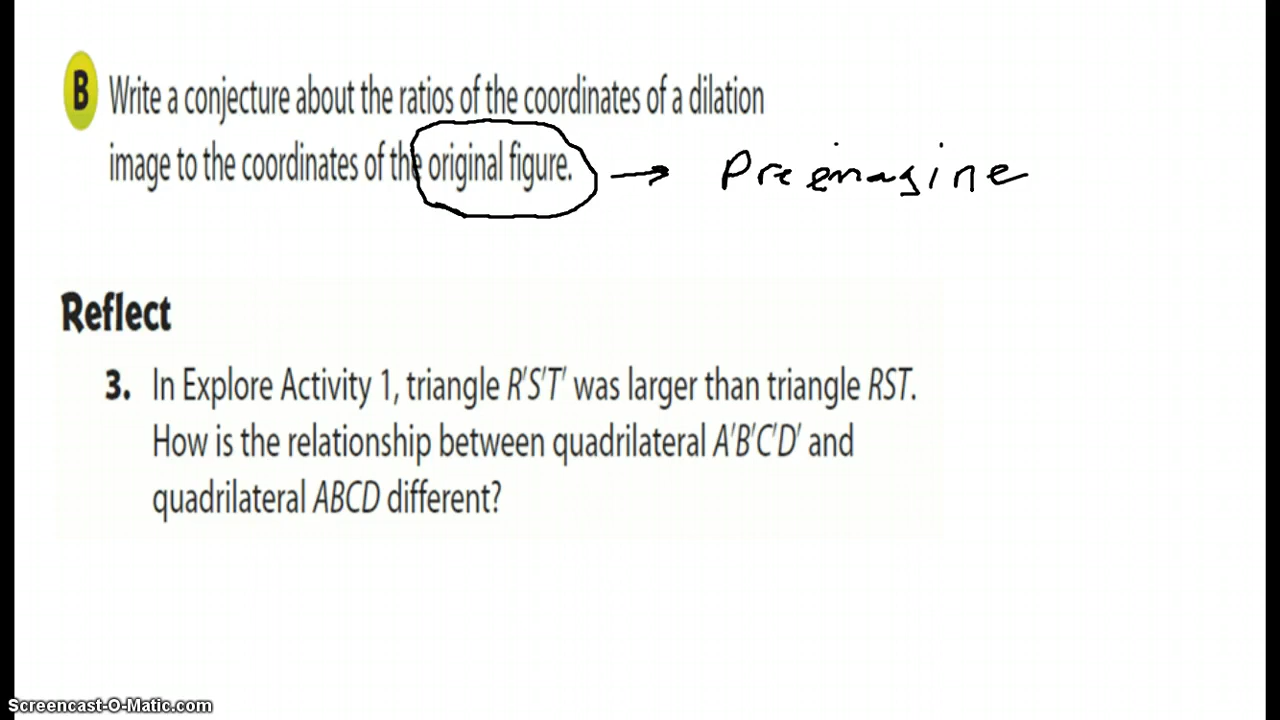 B Write a conjecture about the ratios of the coordinates of a dilation
image to the coordinates of the original figure. → Preimagine
Reflect
3. In Explore Activity 1, triangle R'S'T' was larger than triangle RST.
How is the relationship between quadrilateral A'B'C'D' and
quadrilateral ABCD different?
Screencast-O-Matic.com